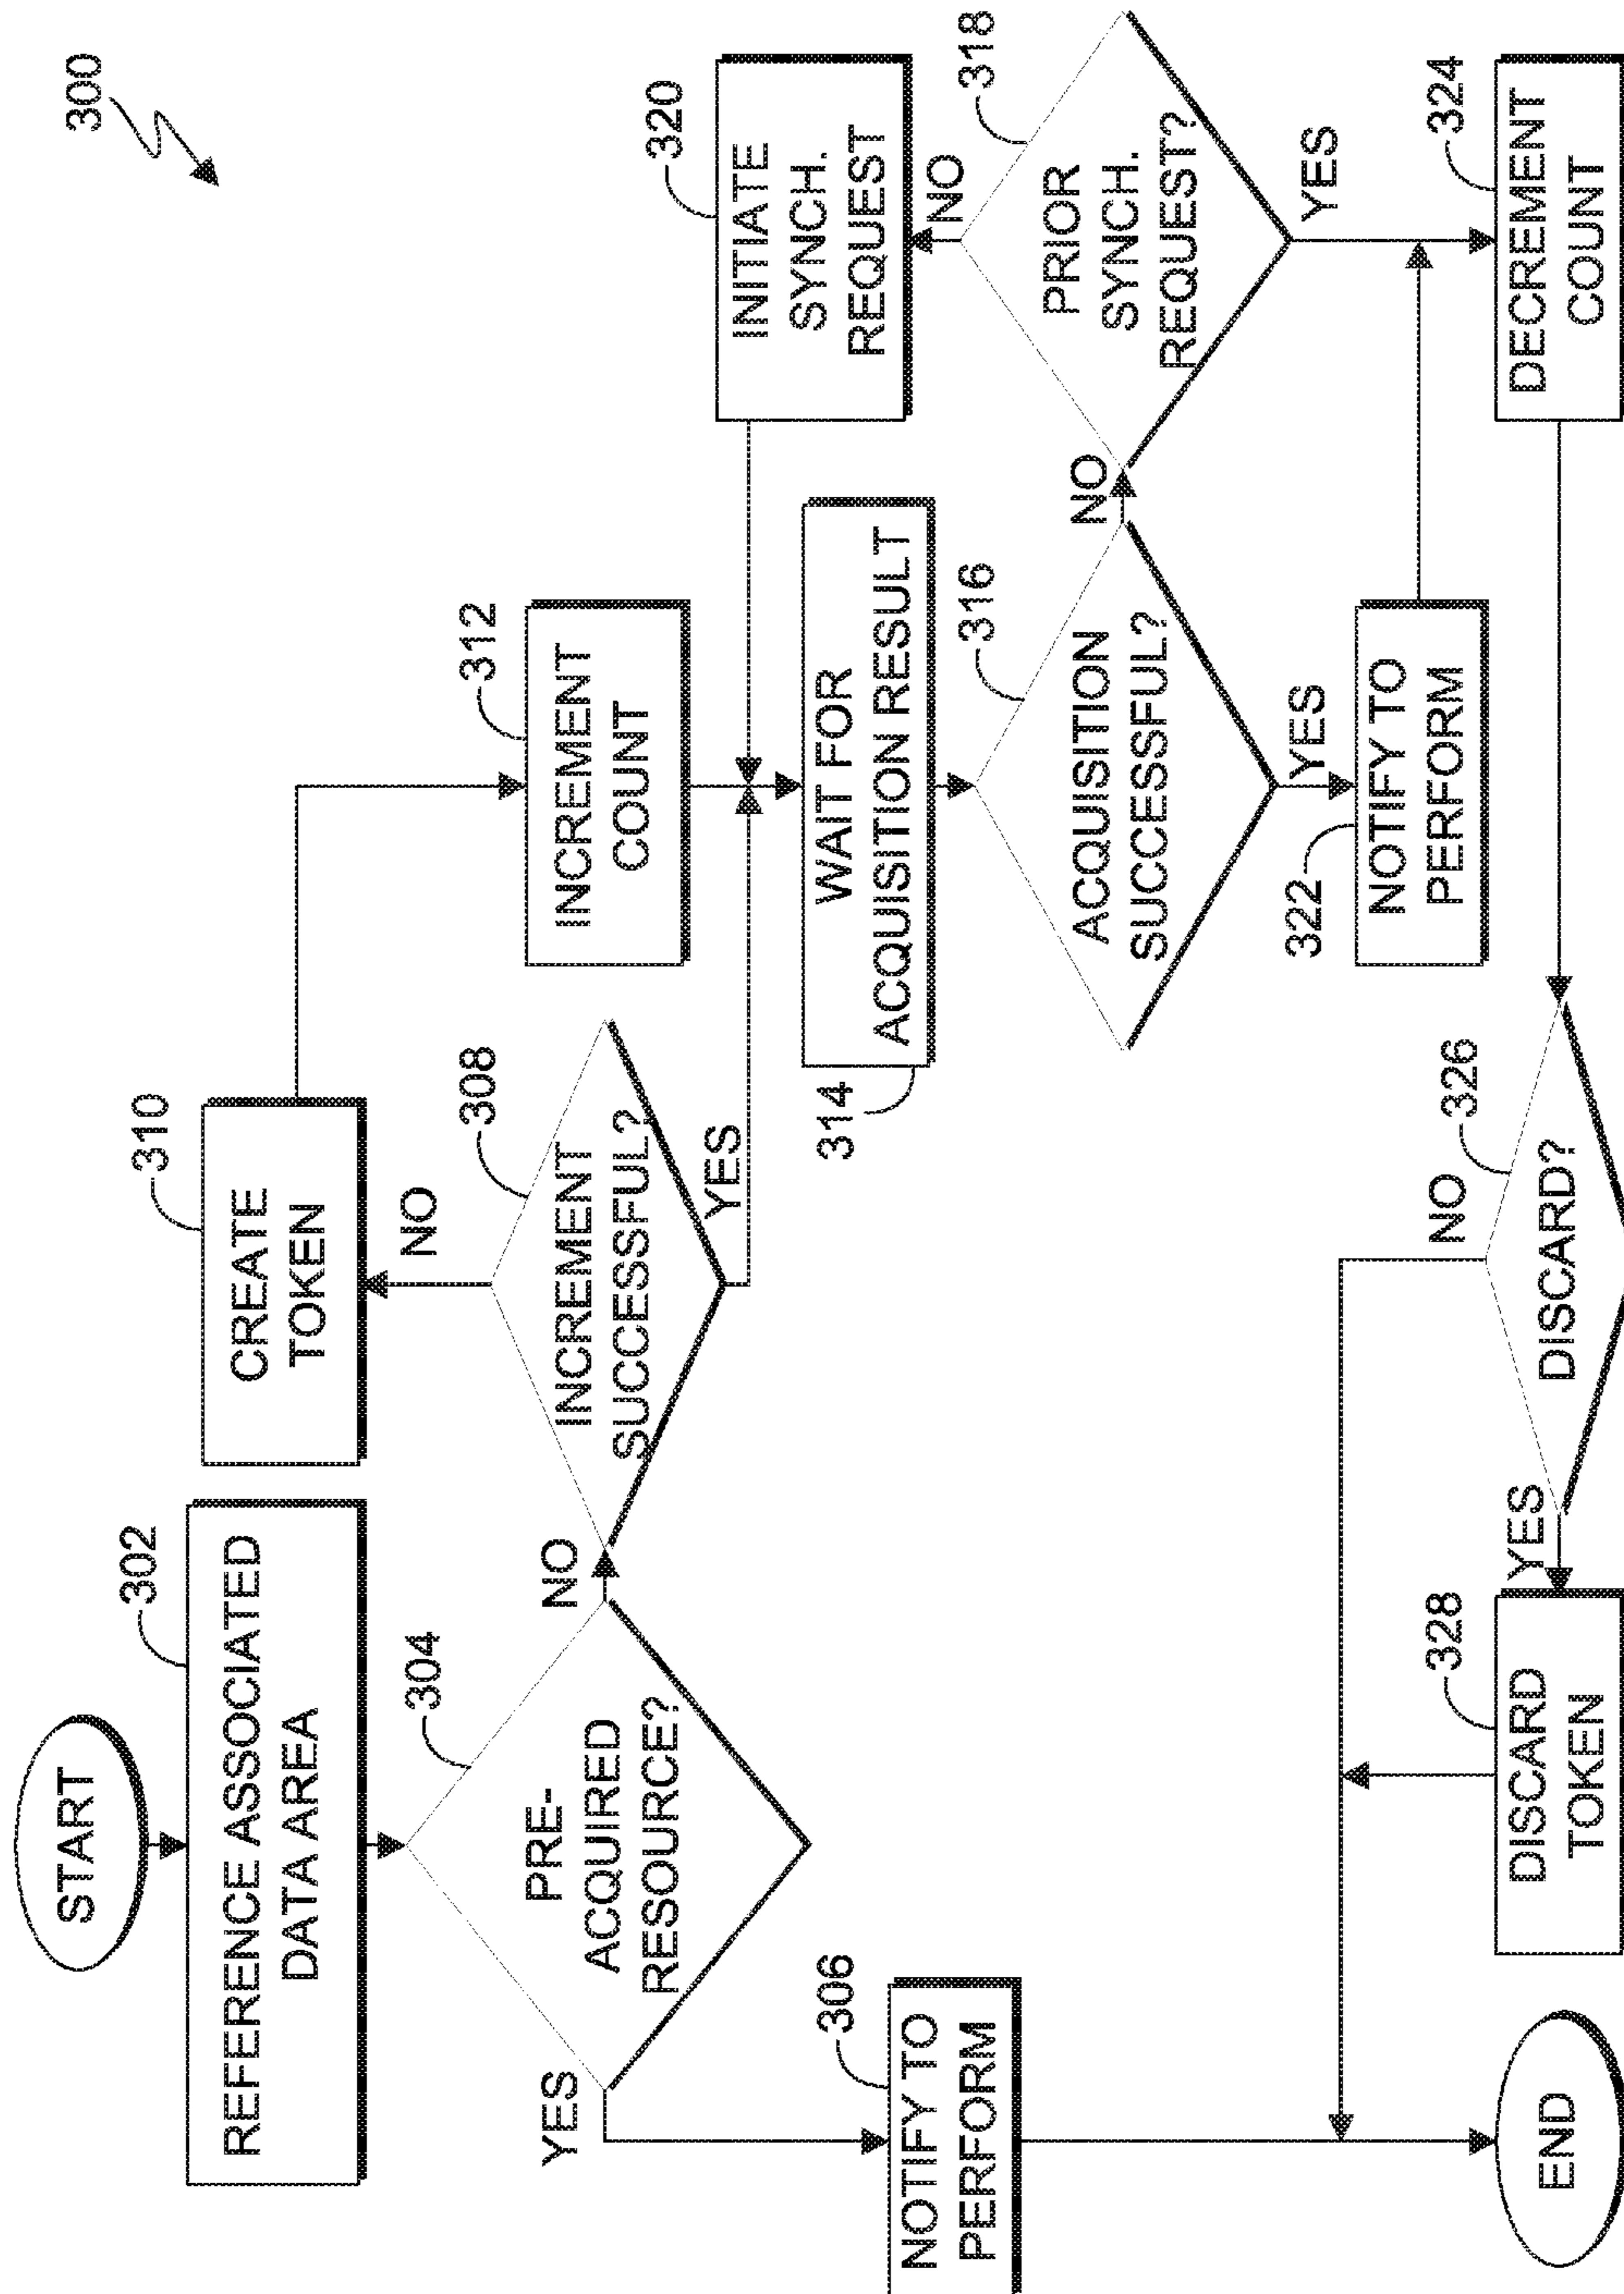 300
START
302
REFERENCE ASSOCIATED
DATA AREA
304
PRE-
ACQUIRED
RESOURCE?
YES
NO
306
NOTIFY TO
PERFORM
308
INCREMENT
SUCCESSFUL?
NO
YES
310
CREATE
TOKEN
312
INCREMENT
COUNT
314
WAIT FOR
ACQUISITION RESULT
316
ACQUISITION
SUCCESSFUL?
NO
YES
318
PRIOR
SYNCH.
REQUEST?
NO
YES
320
INITIATE
SYNCH.
REQUEST
322
NOTIFY TO
PERFORM
324
DECREMENT
COUNT
326
DISCARD?
NO
YES
328
DISCARD
TOKEN
END